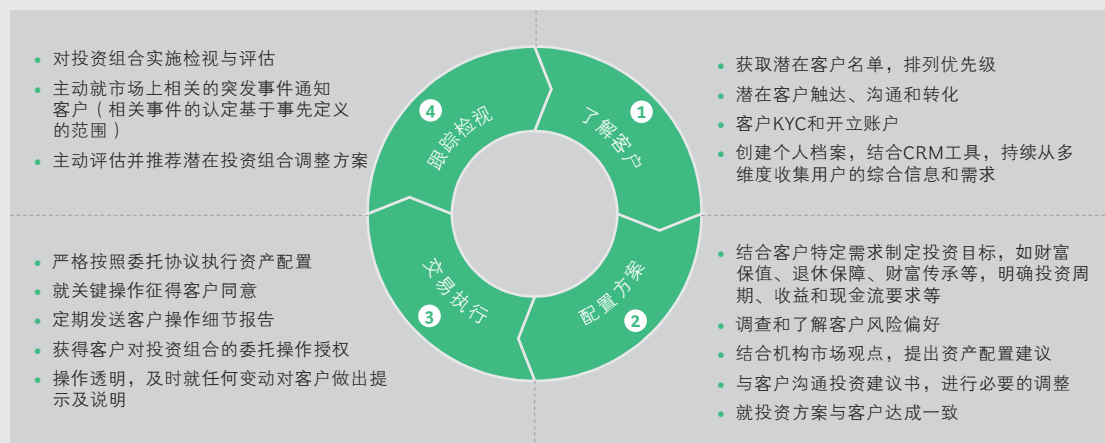 对投资组合实施检视与评估
主动就市场上相关的突发事件通知
客户（相关事件的认定基于事先定义
的范围）
主动评估并推荐潜在投资组合调整方案
4
跟踪检视
1
了解客户
获取潜在客户名单，排列优先级
潜在客户触达、沟通和转化
客户KYC和开立账户
创建个人档案，结合CRM工具，持续从多
维度收集用户的综合信息和需求
严格按照委托协议执行资产配置
就关键操作征得客户同意
定期发送客户操作细节报告
获得客户对投资组合的委托操作授权
操作透明，及时就任何变动对客户做出提
示及说明
交易执行
3
配置方案
2
结合客户特定需求制定投资目标，如财富
保值、退休保障、财富传承等，明确投资周
期、收益和现金流要求等
调查和了解客户风险偏好
结合机构市场观点，提出资产配置建议
与客户沟通投资建议书，进行必要的调整
就投资方案与客户达成一致